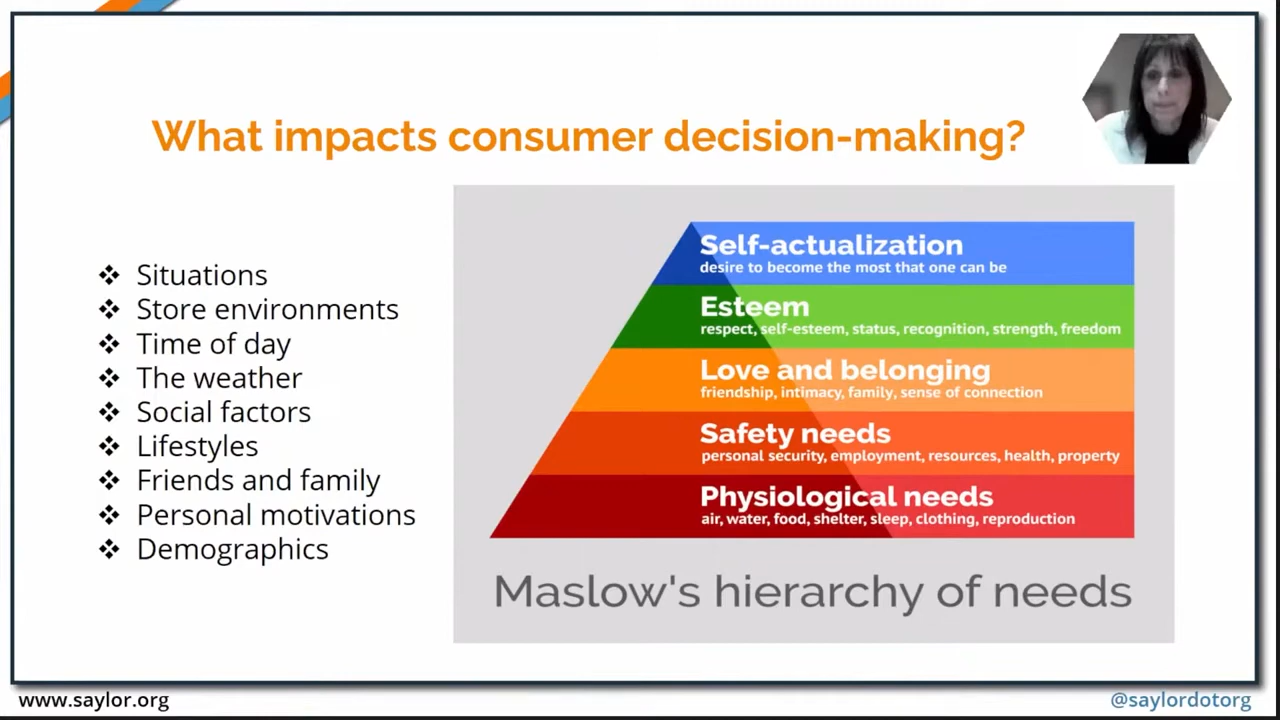 What impacts consumer decision-making?
❖ Situations
❖ Store environments
❖ Time of day
❖ The weather
❖ Social factors
❖ Lifestyles
❖ Friends and family
❖ Personal motivations
❖ Demographics
Self-actualization
desire to become the most that one can be
Esteem
respect, self-esteem, status, recognition, strength, freedom
Love and belonging
friendship, intimacy, family, sense of connection
Safety needs
personal security, employment, resources, health, property
Physiological needs
air, water, food, shelter, sleep, clothing, reproduction
Maslow's hierarchy of needs
www.saylor.org
@saylordotorg